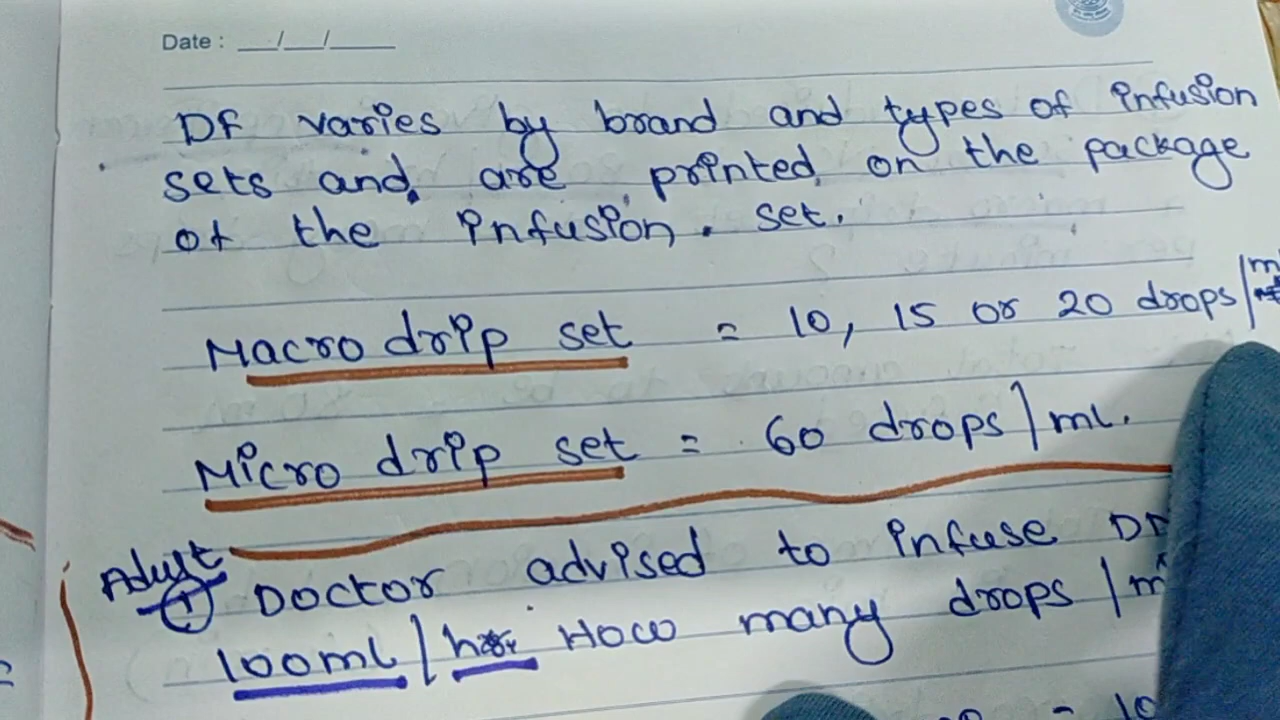 Date : __/__/____
DF varies by brand and types of infusion
sets and are printed on the package
of the infusion. set.
Macro drip set = 10, 15 or 20 drops/m
Micro drip set = 60 drops/ml.
Adult
① Doctor advised to infuse
100ml/hr How many drops /m
= 10